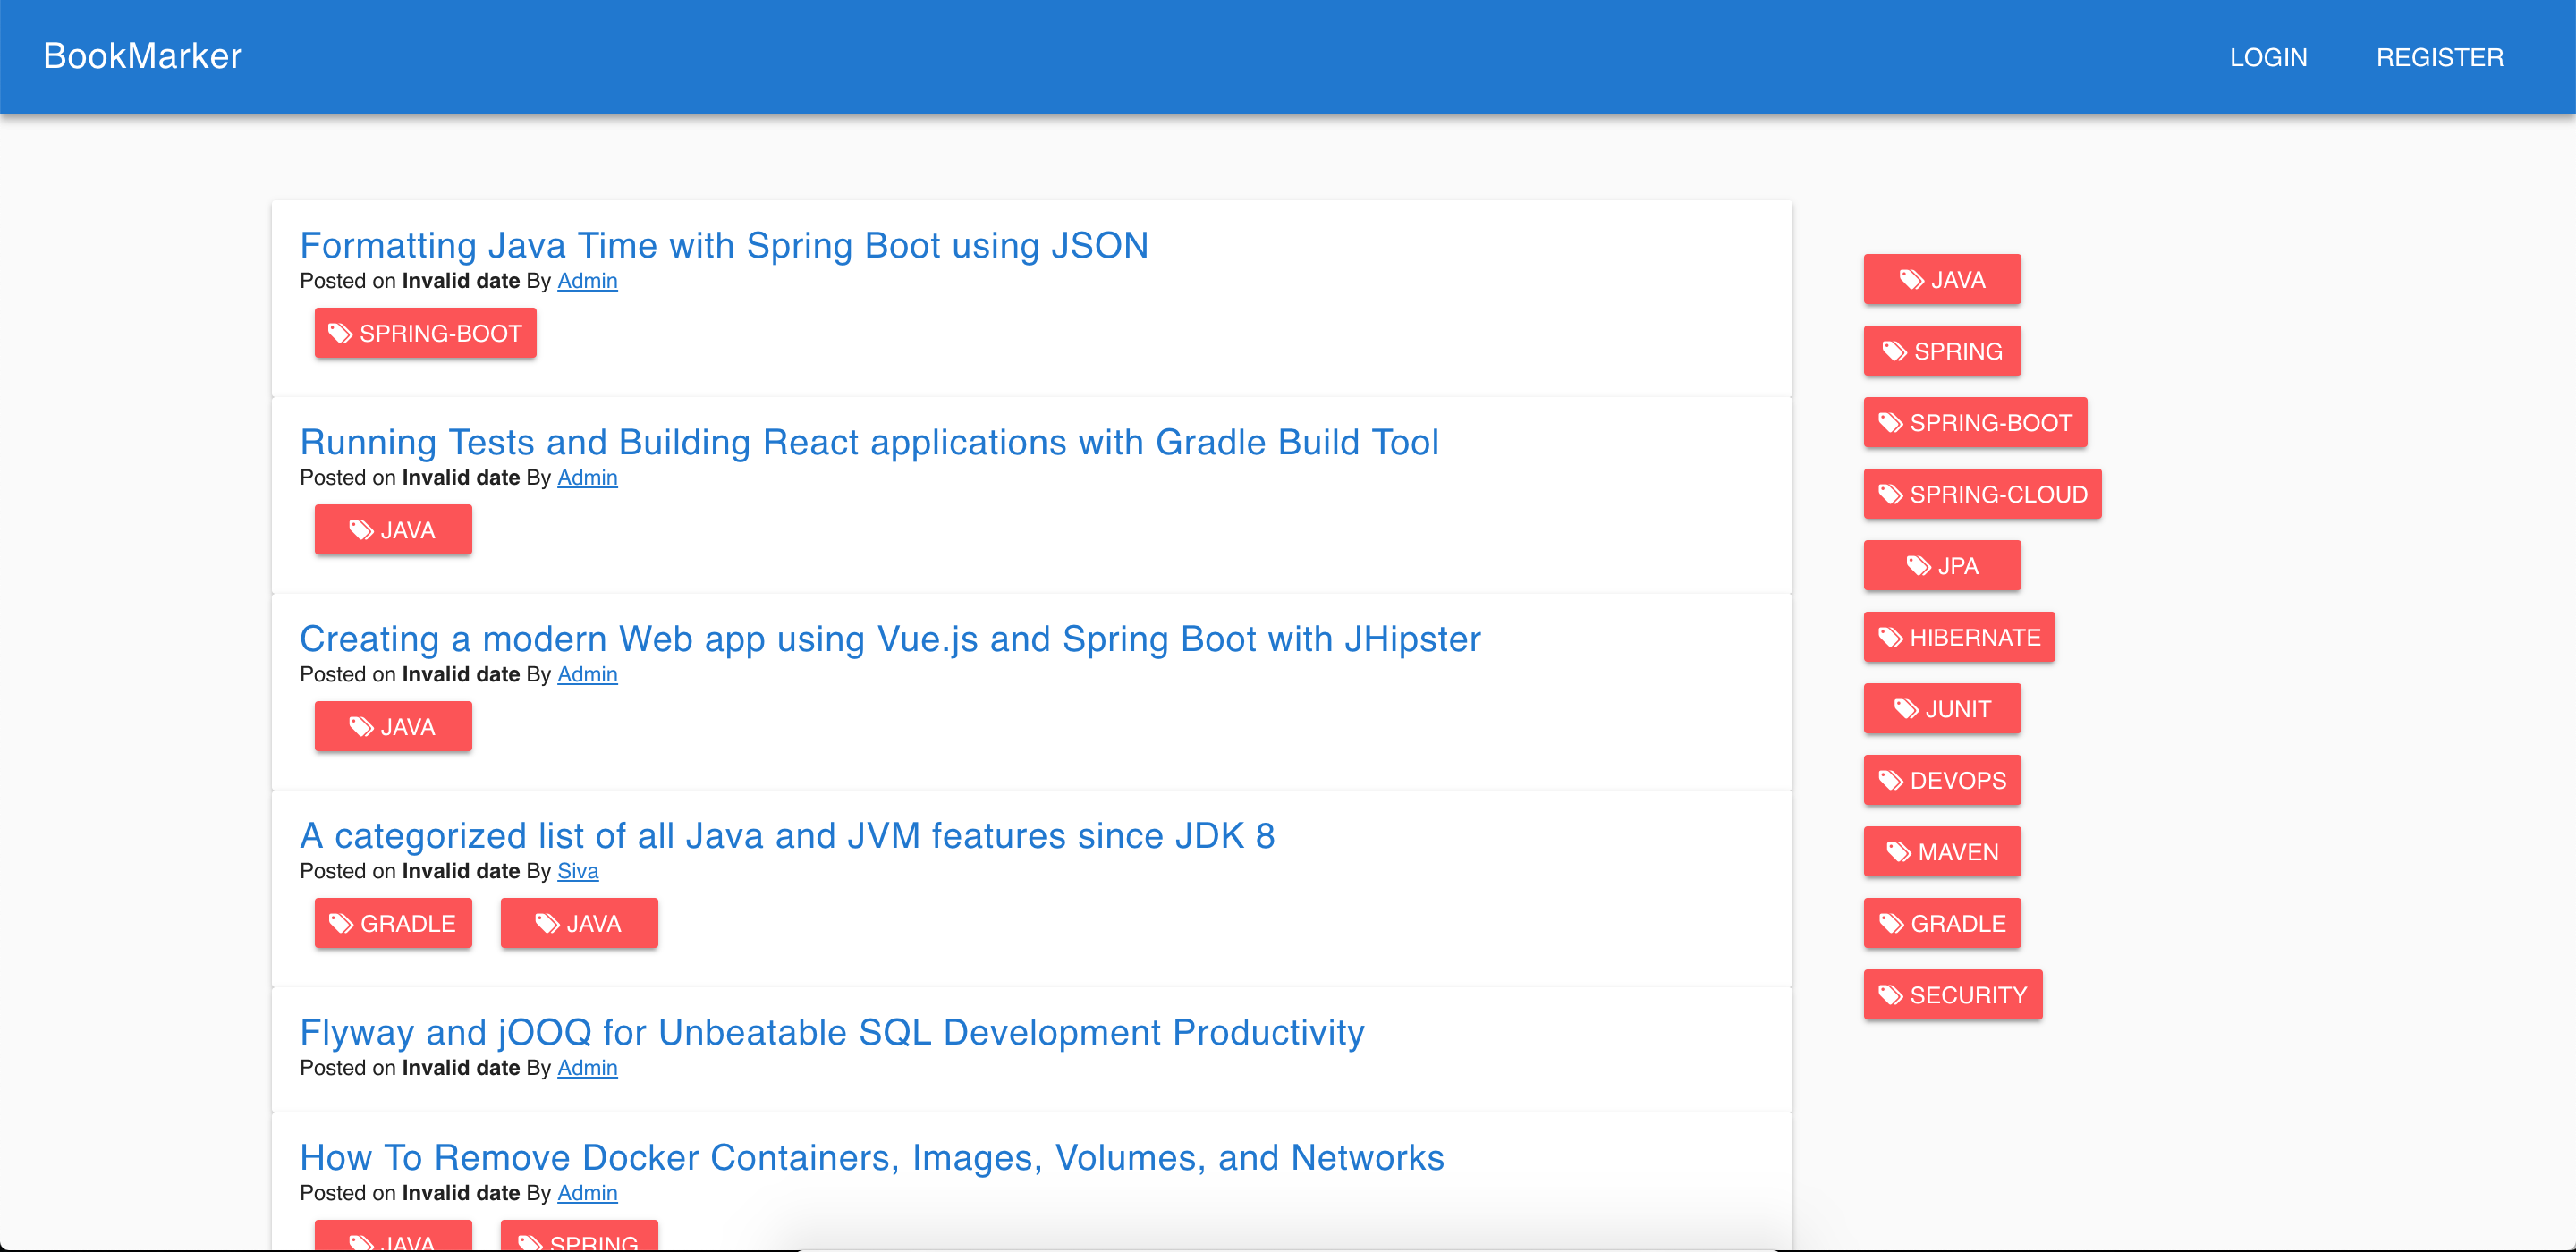 BookMarker
LOGIN REGISTER
Formatting Java Time with Spring Boot using JSON
Posted on Invalid date By Admin
SPRING-BOOT
Running Tests and Building React applications with Gradle Build Tool
Posted on Invalid date By Admin
JAVA
Creating a modern Web app using Vue.js and Spring Boot with JHipster
Posted on Invalid date By Admin
JAVA
A categorized list of all Java and JVM features since JDK 8
Posted on Invalid date By Siva
GRADLE JAVA
Flyway and jOOQ for Unbeatable SQL Development Productivity
Posted on Invalid date By Admin
How To Remove Docker Containers, Images, Volumes, and Networks
Posted on Invalid date By Admin
JAVA SPRING
JAVA
SPRING
SPRING-BOOT
SPRING-CLOUD
JPA
HIBERNATE
JUNIT
DEVOPS
MAVEN
GRADLE
SECURITY